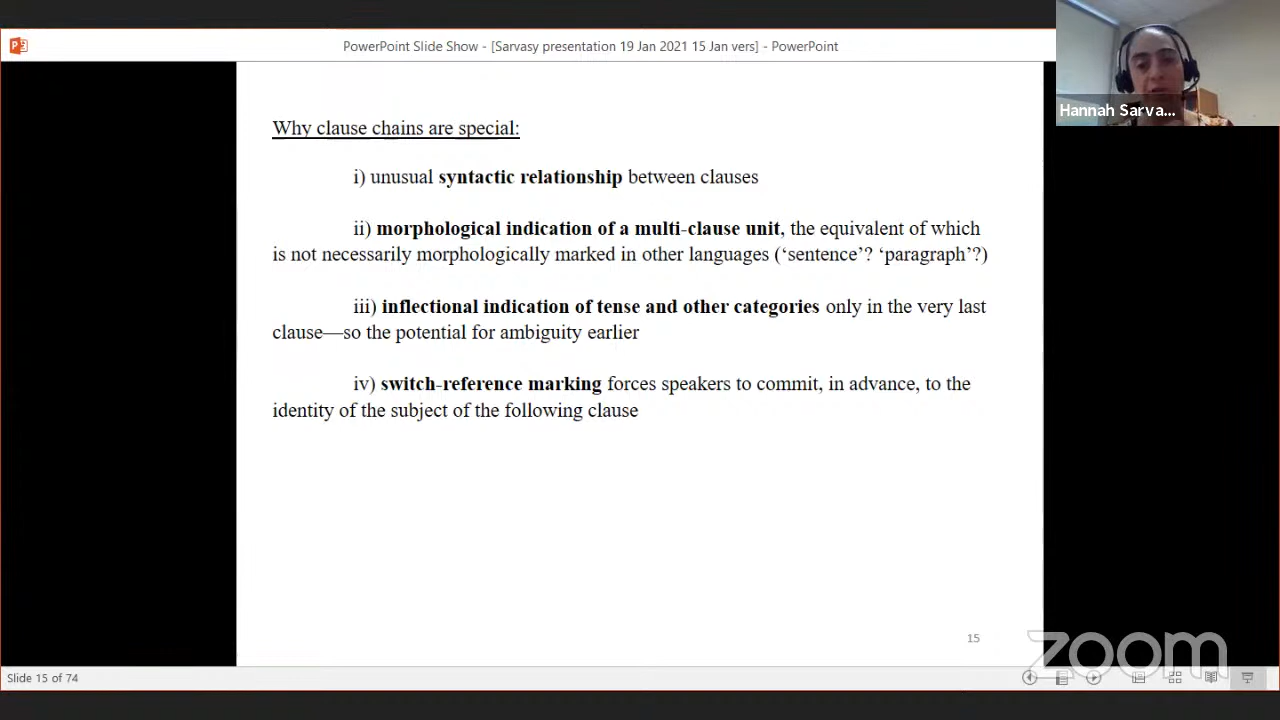 PowerPoint Slide Show - [Sarvasy presentation 19 Jan 2021 15 Jan vers] - PowerPoint
Hannah Sarva...
Why clause chains are special:
i) unusual syntactic relationship between clauses
ii) morphological indication of a multi-clause unit, the equivalent of which
is not necessarily morphologically marked in other languages (‘sentence’? ‘paragraph’?)
iii) inflectional indication of tense and other categories only in the very last
clause—so the potential for ambiguity earlier
iv) switch-reference marking forces speakers to commit, in advance, to the
identity of the subject of the following clause
15
zoom
Slide 15 of 74